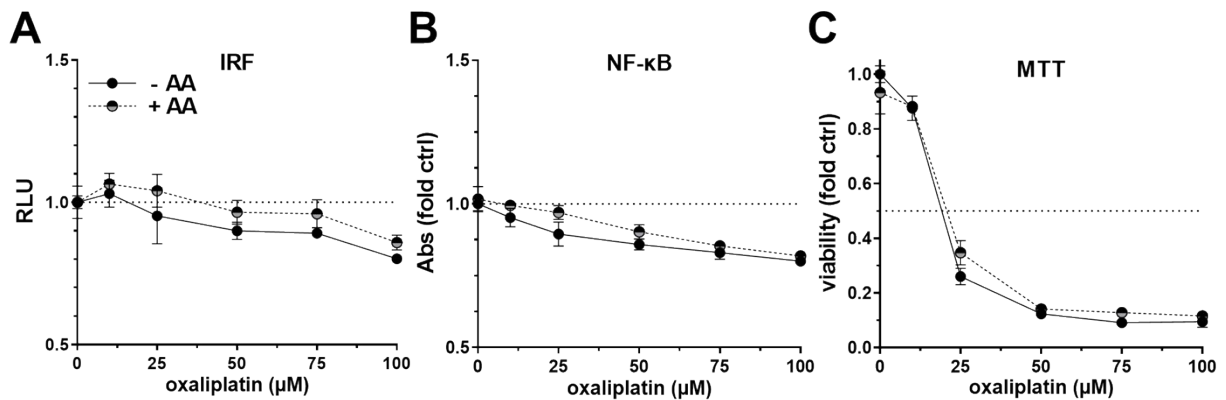 A
IRF
- AA
+ AA
1.5
1.0
0.5
RLU
0 25 50 75 100
oxaliplatin (µM)
B
NF-κB
1.5
1.0
0.5
Abs (fold ctrl)
0 25 50 75 100
oxaliplatin (µM)
C
MTT
1.0
0.8
0.6
0.4
0.2
0.0
viability (fold ctrl)
0 25 50 75 100
oxaliplatin (µM)